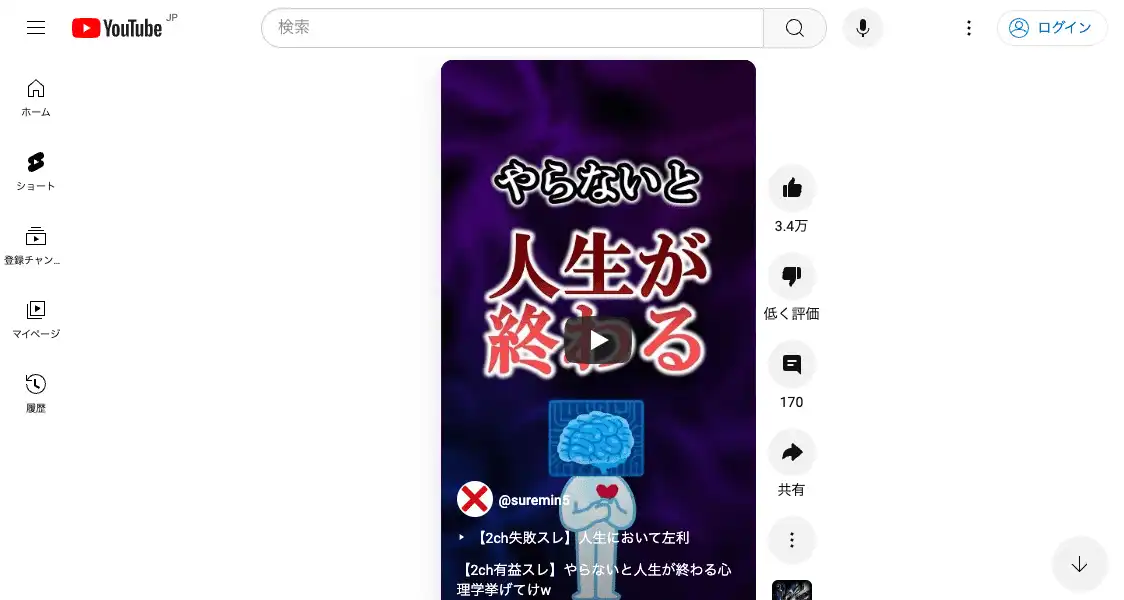 YouTube JP
検索
ログイン
ホーム
ショート
登録チャン...
マイページ
履歴
やらないと
人生が
終わる
3.4万
低く評価
170
共有
@suremin5
【2ch失敗スレ】人生において左利
【2ch有益スレ】やらないと人生が終わる心
理学挙げてけw